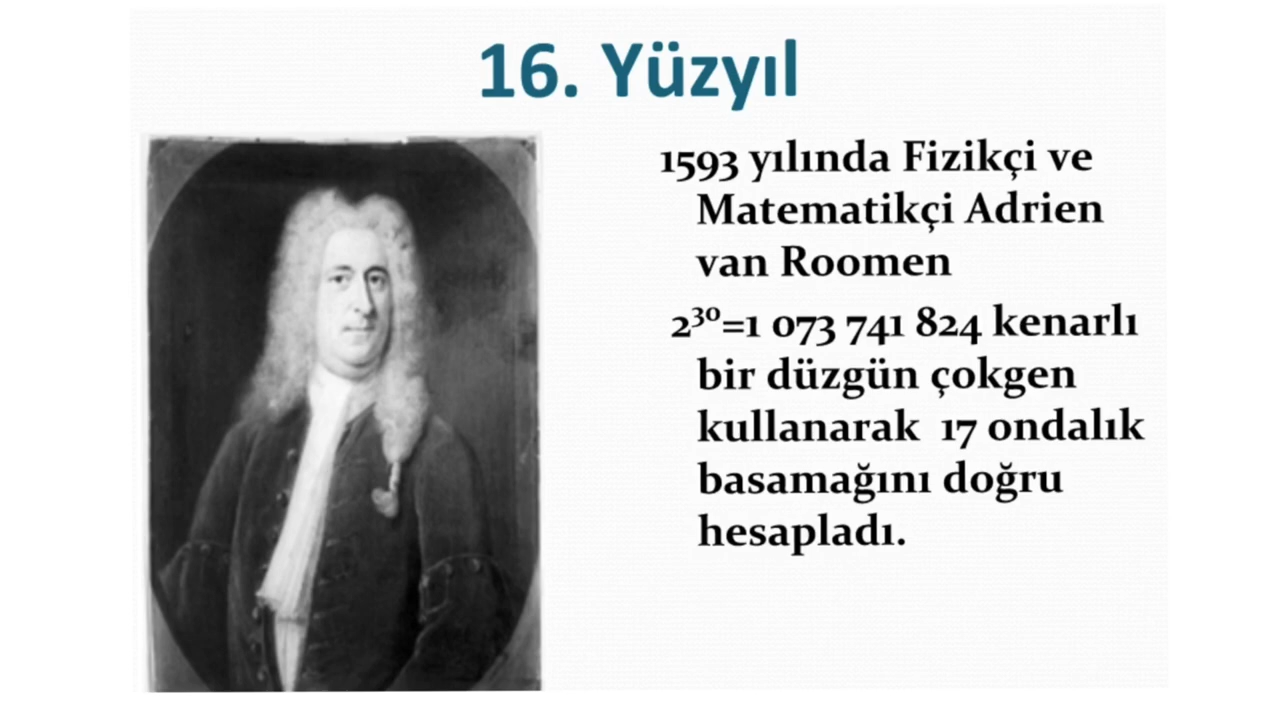 16. Yüzyıl
1593 yılında Fizikçi ve
Matematikçi Adrien
van Roomen
2³⁰=1 073 741 824 kenarlı
bir düzgün çokgen
kullanarak 17 ondalık
basamağını doğru
hesapladı.